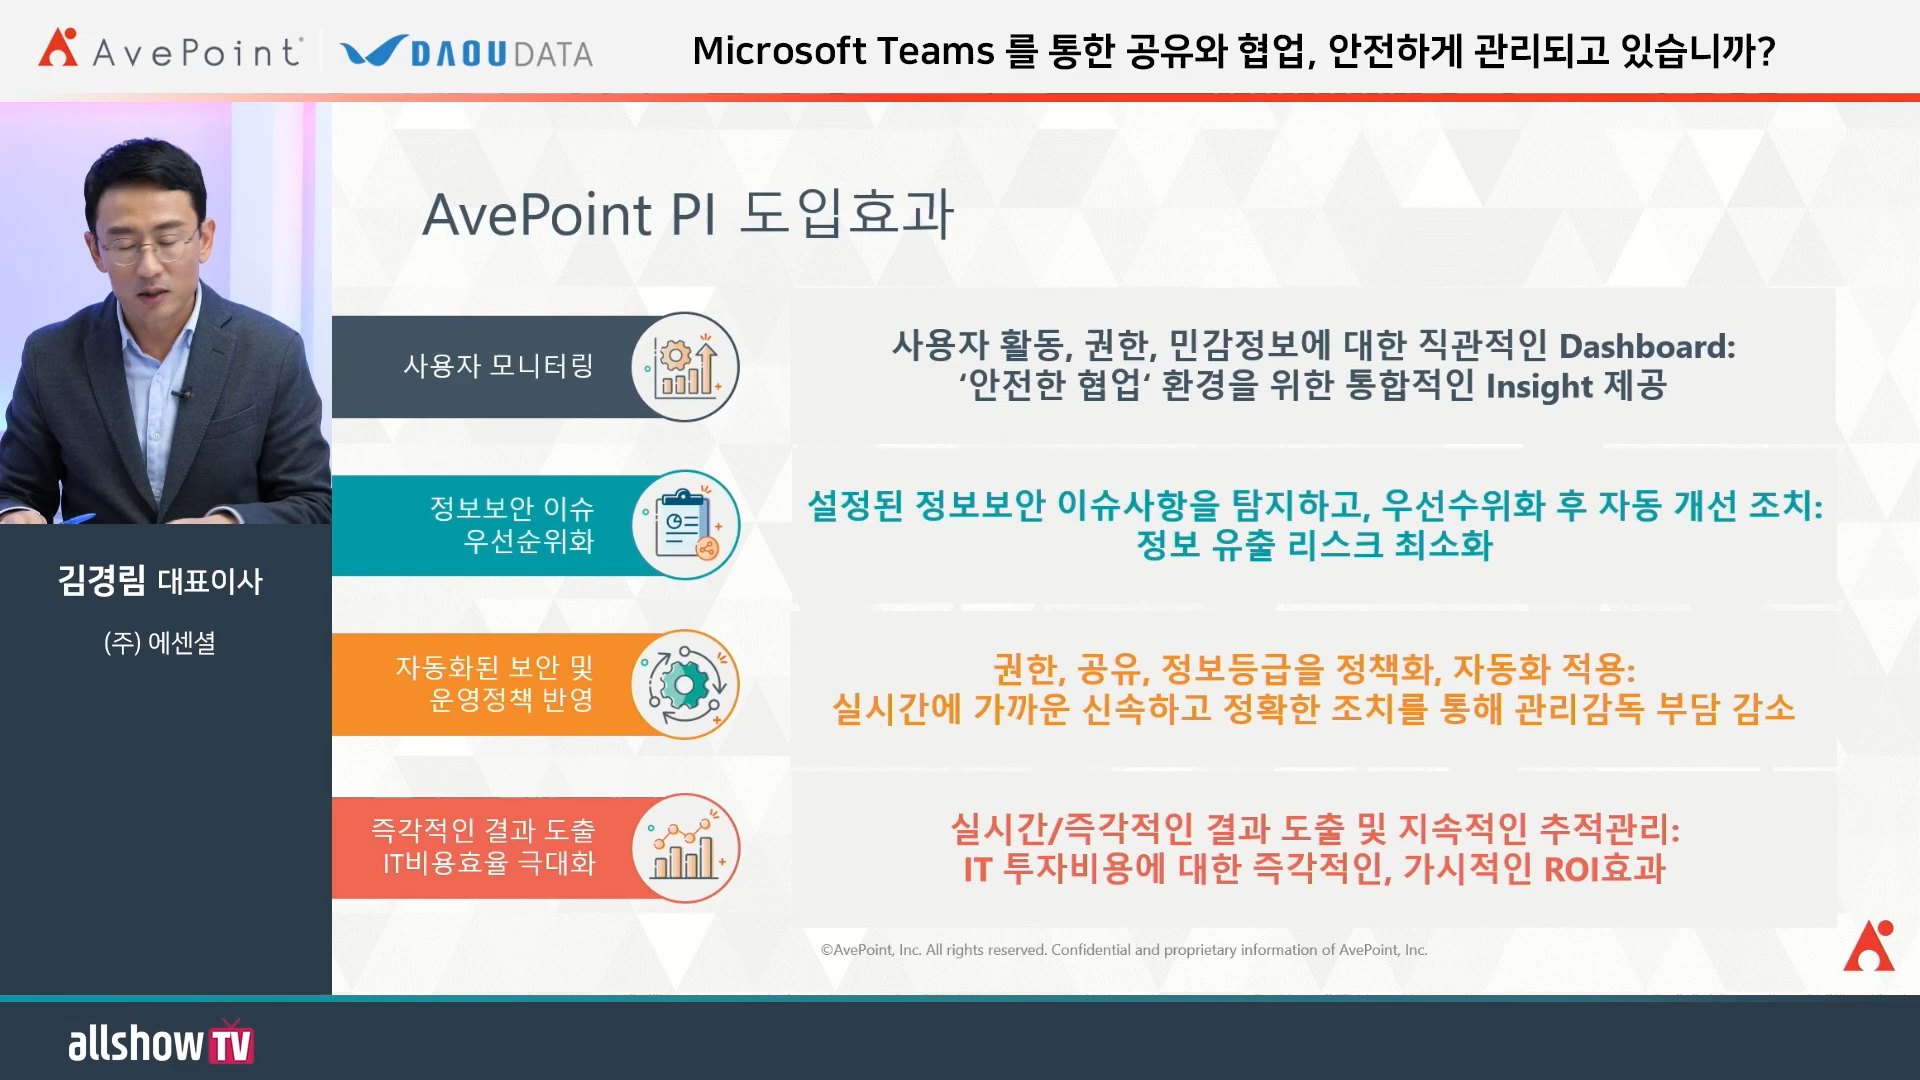 AvePoint
DAOUDATA
Microsoft Teams 를 통한 공유와 협업, 안전하게 관리되고 있습니까?
AvePoint PI 도입효과
사용자 모니터링
사용자 활동, 권한, 민감정보에 대한 직관적인 Dashboard:
‘안전한 협업‘ 환경을 위한 통합적인 Insight 제공
정보보안 이슈
우선순위화
설정된 정보보안 이슈사항을 탐지하고, 우선수위화 후 자동 개선 조치:
정보 유출 리스크 최소화
자동화된 보안 및
운영정책 반영
권한, 공유, 정보등급을 정책화, 자동화 적용:
실시간에 가까운 신속하고 정확한 조치를 통해 관리감독 부담 감소
즉각적인 결과 도출
IT비용효율 극대화
실시간/즉각적인 결과 도출 및 지속적인 추적관리:
IT 투자비용에 대한 즉각적인, 가시적인 ROI효과
©AvePoint, Inc. All rights reserved. Confidential and proprietary information of AvePoint, Inc.
김경림 대표이사
(주) 에센셜
allshowTV